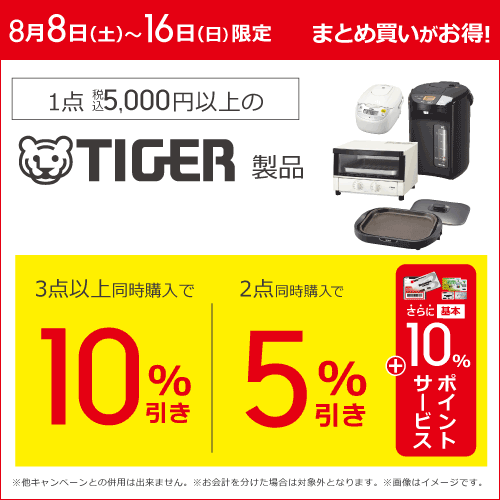 8月8日(土)~16日(日)限定 まとめ買いがお得!
1点 税込5,000円以上の
TIGER 製品
3点以上同時購入で
10%引き
2点同時購入で
5%引き
さらに 基本
+10%
ポイントサービス
※他キャンペーンとの併用は出来ません。※お会計を分けた場合は対象外となります。※画像はイメージです。